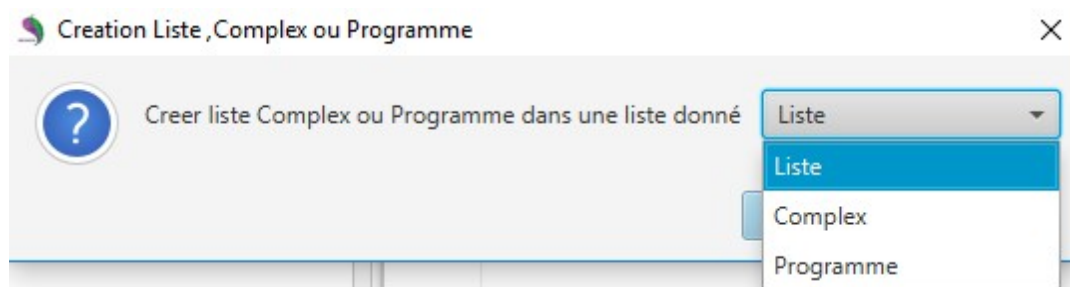 Creation Liste ,Complex ou Programme
Creer liste Complex ou Programme dans une liste donné
Liste
Liste
Complex
Programme